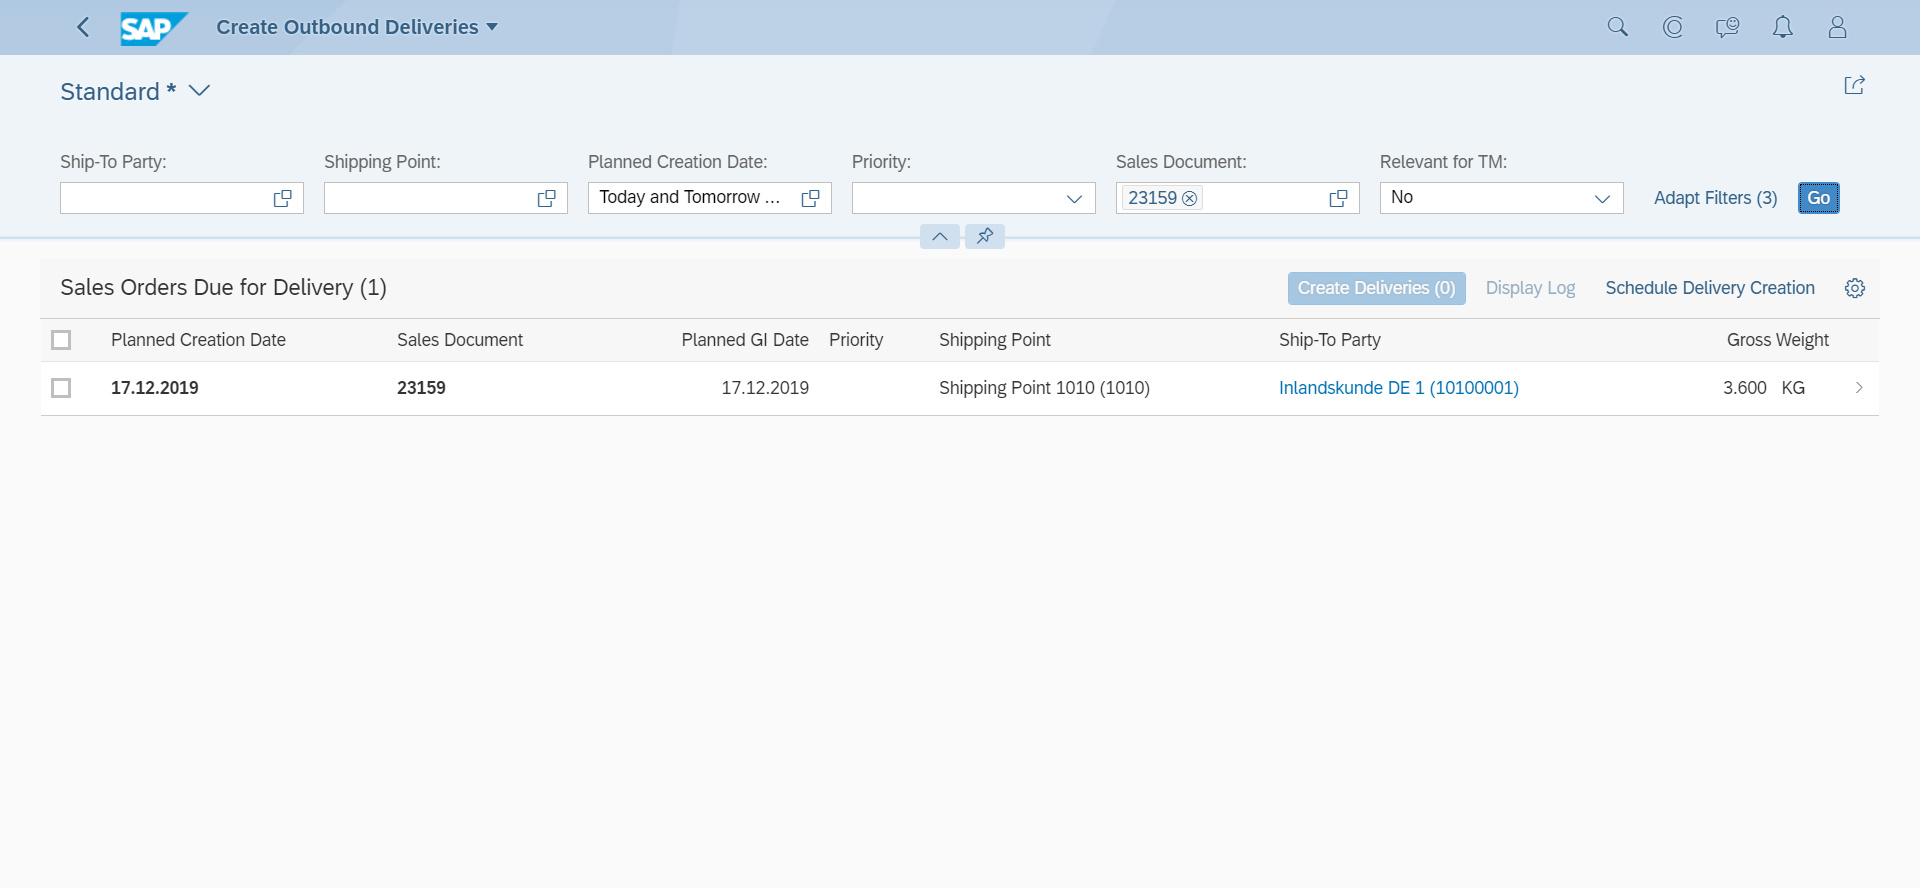 SAP Create Outbound Deliveries
Standard *
Ship-To Party: Shipping Point: Planned Creation Date: Priority: Sales Document: Relevant for TM:
Today and Tomorrow ... 23159 No Adapt Filters (3) Go
Sales Orders Due for Delivery (1) Create Deliveries (0) Display Log Schedule Delivery Creation
Planned Creation Date Sales Document Planned GI Date Priority Shipping Point Ship-To Party Gross Weight
17.12.2019 23159 17.12.2019 Shipping Point 1010 (1010) Inlandskunde DE 1 (10100001) 3.600 KG